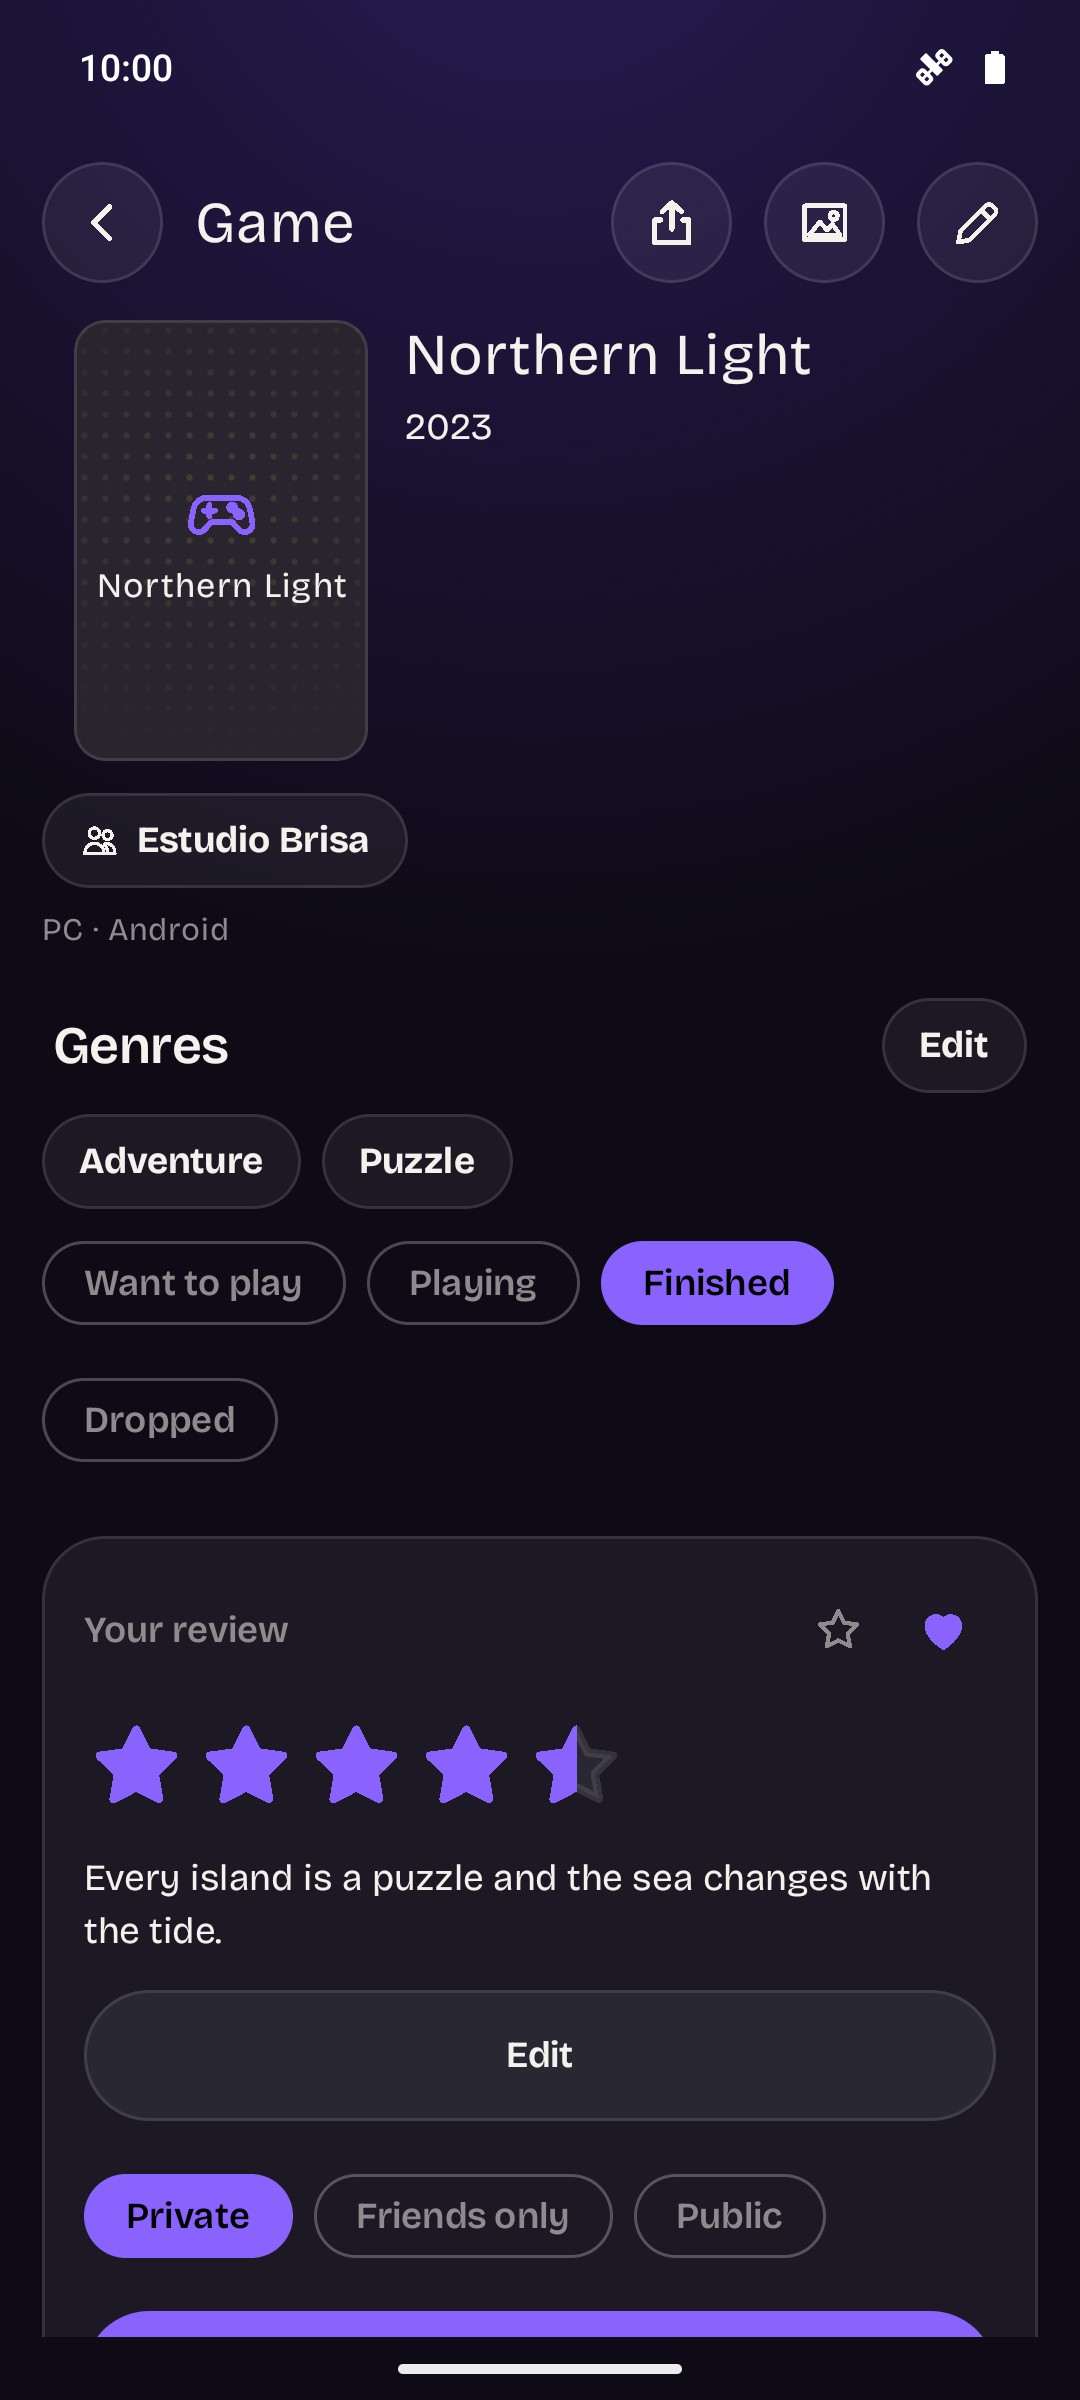 10:00
Game
Northern Light
2023
Northern Light
Estudio Brisa
PC · Android
Genres
Edit
Adventure
Puzzle
Want to play
Playing
Finished
Dropped
Your review
Every island is a puzzle and the sea changes with
the tide.
Edit
Private
Friends only
Public